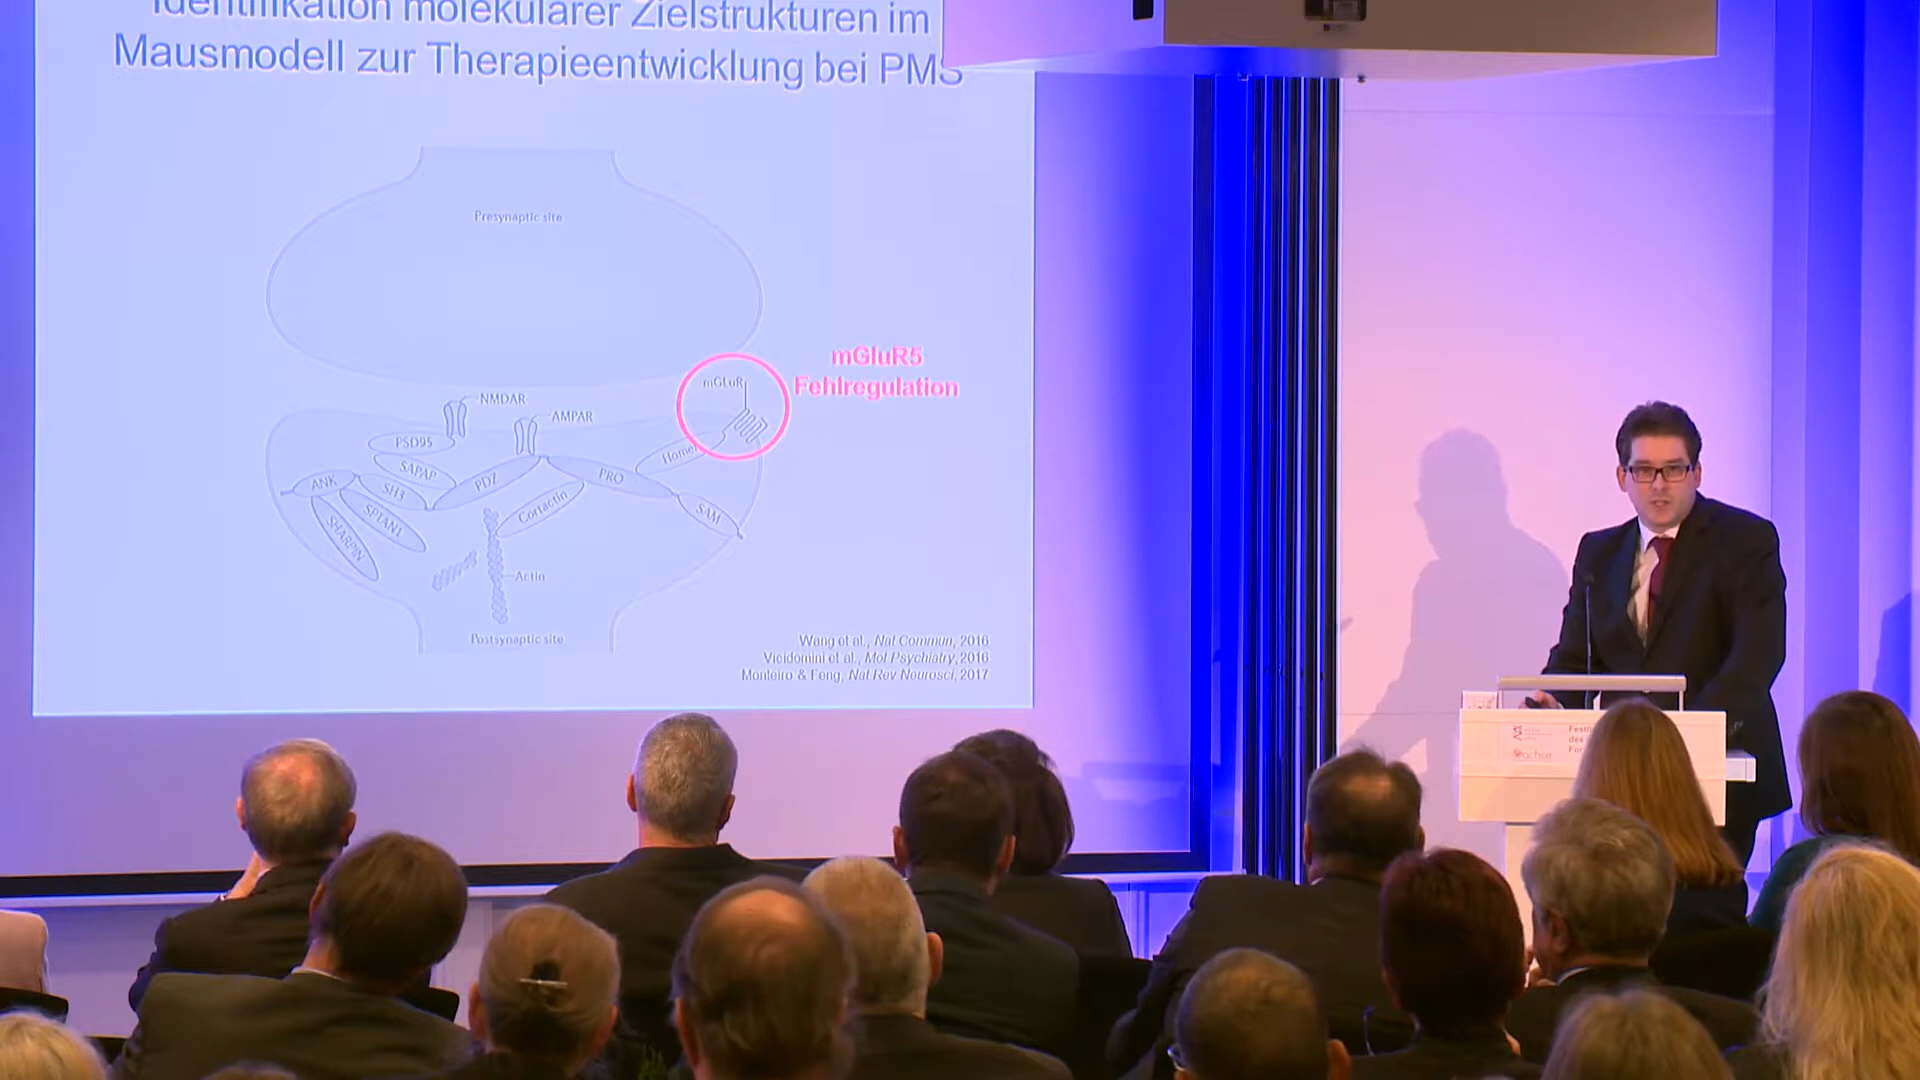 Identifikation molekularer Zielstrukturen im
Mausmodell zur Therapieentwicklung bei PMS
Presynaptic site
mGluR5
Fehlregulation
mGLuR
NMDAR
AMPAR
PSD95
Homer
SAPAP
PRO
PDZ
ANK
SH3
Cortactin
SAM
SPTAN1
SHARPIN
Actin
Postsynaptic site
Wang et al., Nat Commun, 2016
Vicidomini et al., Mol Psychiatry, 2016
Monteiro & Feng, Nat Rev Neurosci, 2017
des
achse